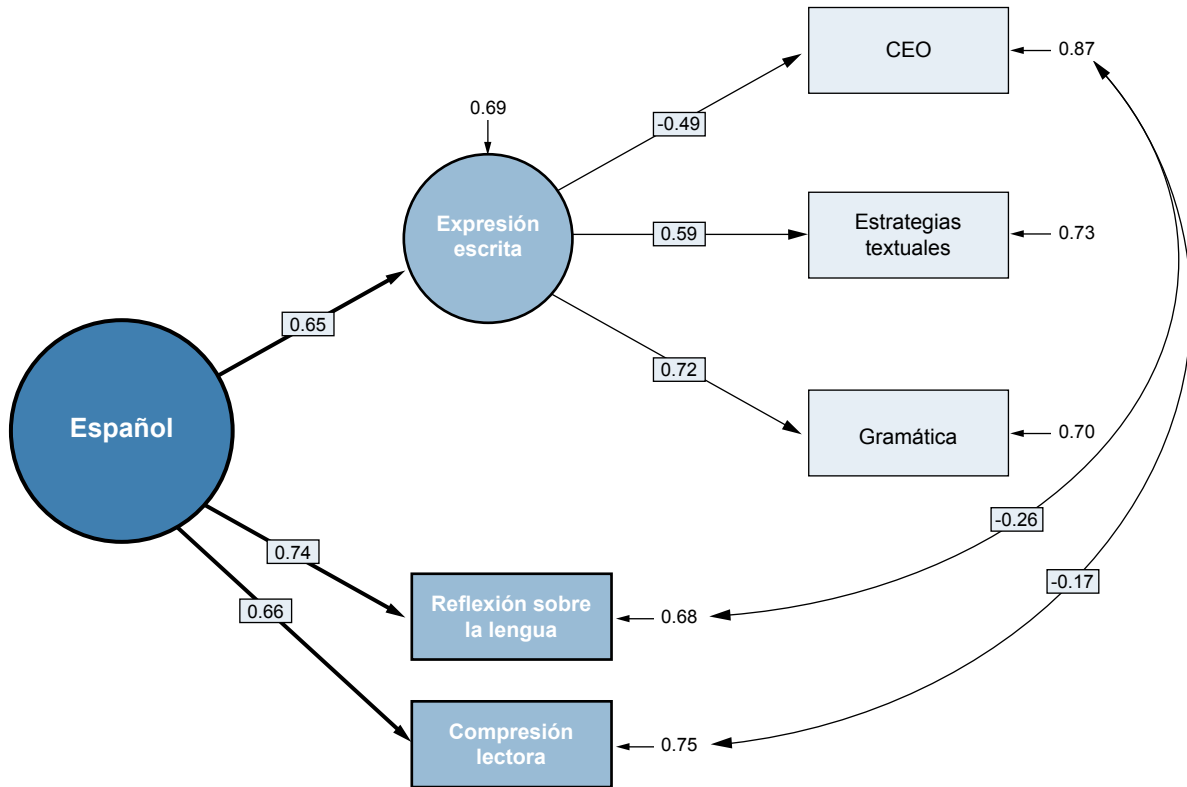 CEO
0.87
0.69
-0.49
Expresión
escrita
0.59
Estrategias
textuales
0.73
0.65
0.72
Español
Gramática
0.70
-0.26
0.74
-0.17
0.66
Reflexión sobre
la lengua
0.68
Compresión
lectora
0.75